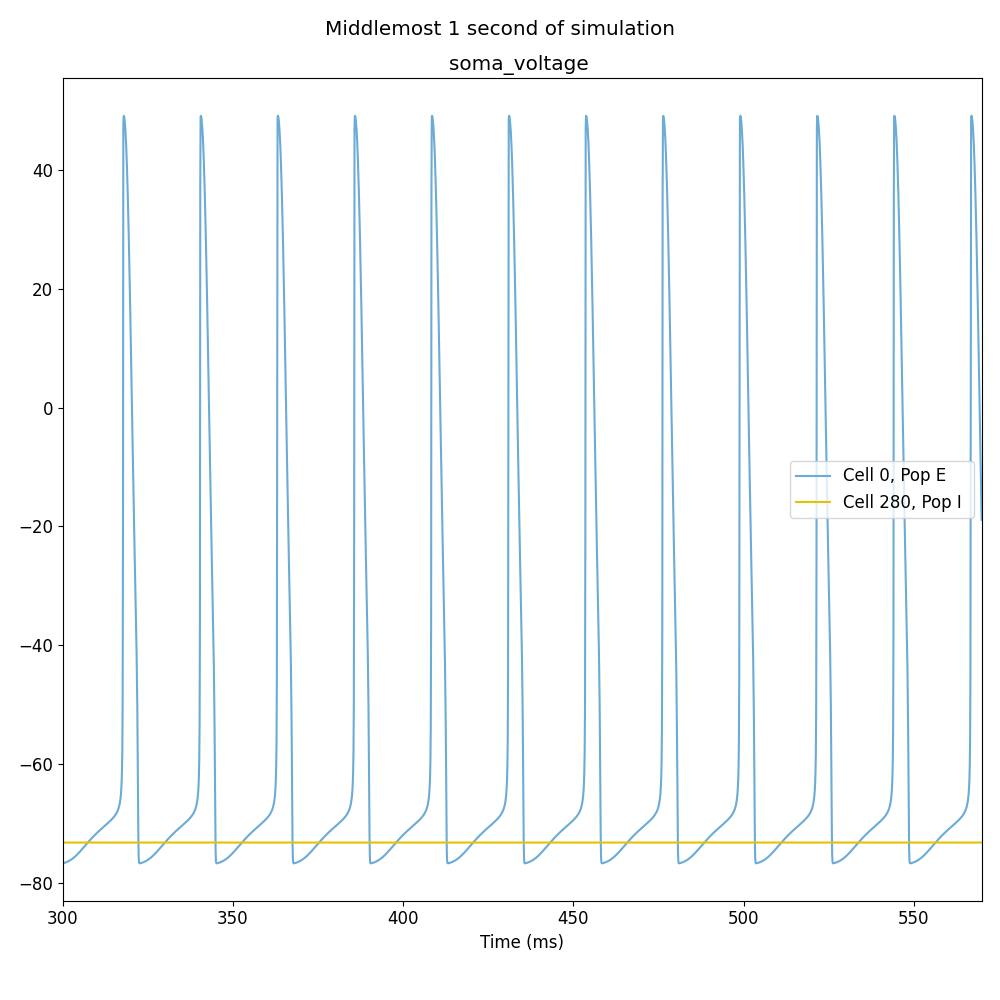 Middlemost 1 second of simulation
soma_voltage
40
20
0
−20
−40
−60
−80
Cell 0, Pop E
Cell 280, Pop I
300 350 400 450 500 550
Time (ms)